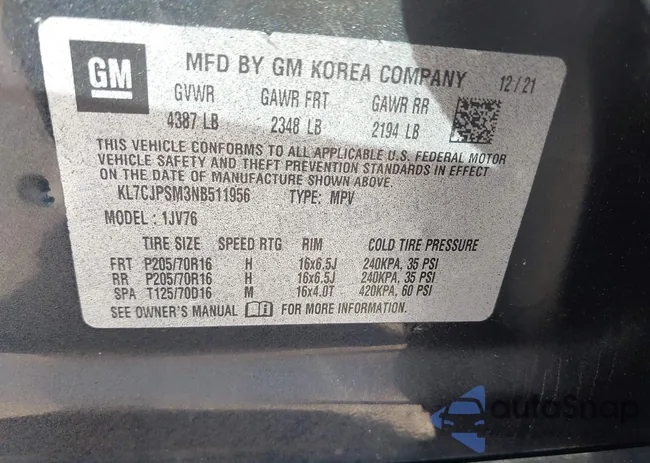 GM
MFD BY GM KOREA COMPANY 12/21
GVWR GAWR FRT GAWR RR
4387 LB 2348 LB 2194 LB
THIS VEHICLE CONFORMS TO ALL APPLICABLE U.S. FEDERAL MOTOR
VEHICLE SAFETY AND THEFT PREVENTION STANDARDS IN EFFECT
ON THE DATE OF MANUFACTURE SHOWN ABOVE.
KL7CJPSM3NB511956 TYPE: MPV
MODEL : 1JV76
TIRE SIZE SPEED RTG RIM COLD TIRE PRESSURE
FRT P205/70R16 H 16x6.5J 240KPA, 35 PSI
RR P205/70R16 H 16x6.5J 240KPA, 35 PSI
SPA T125/70D16 M 16x4.0T 420KPA, 60 PSI
SEE OWNER'S MANUAL FOR MORE INFORMATION
autoSnap